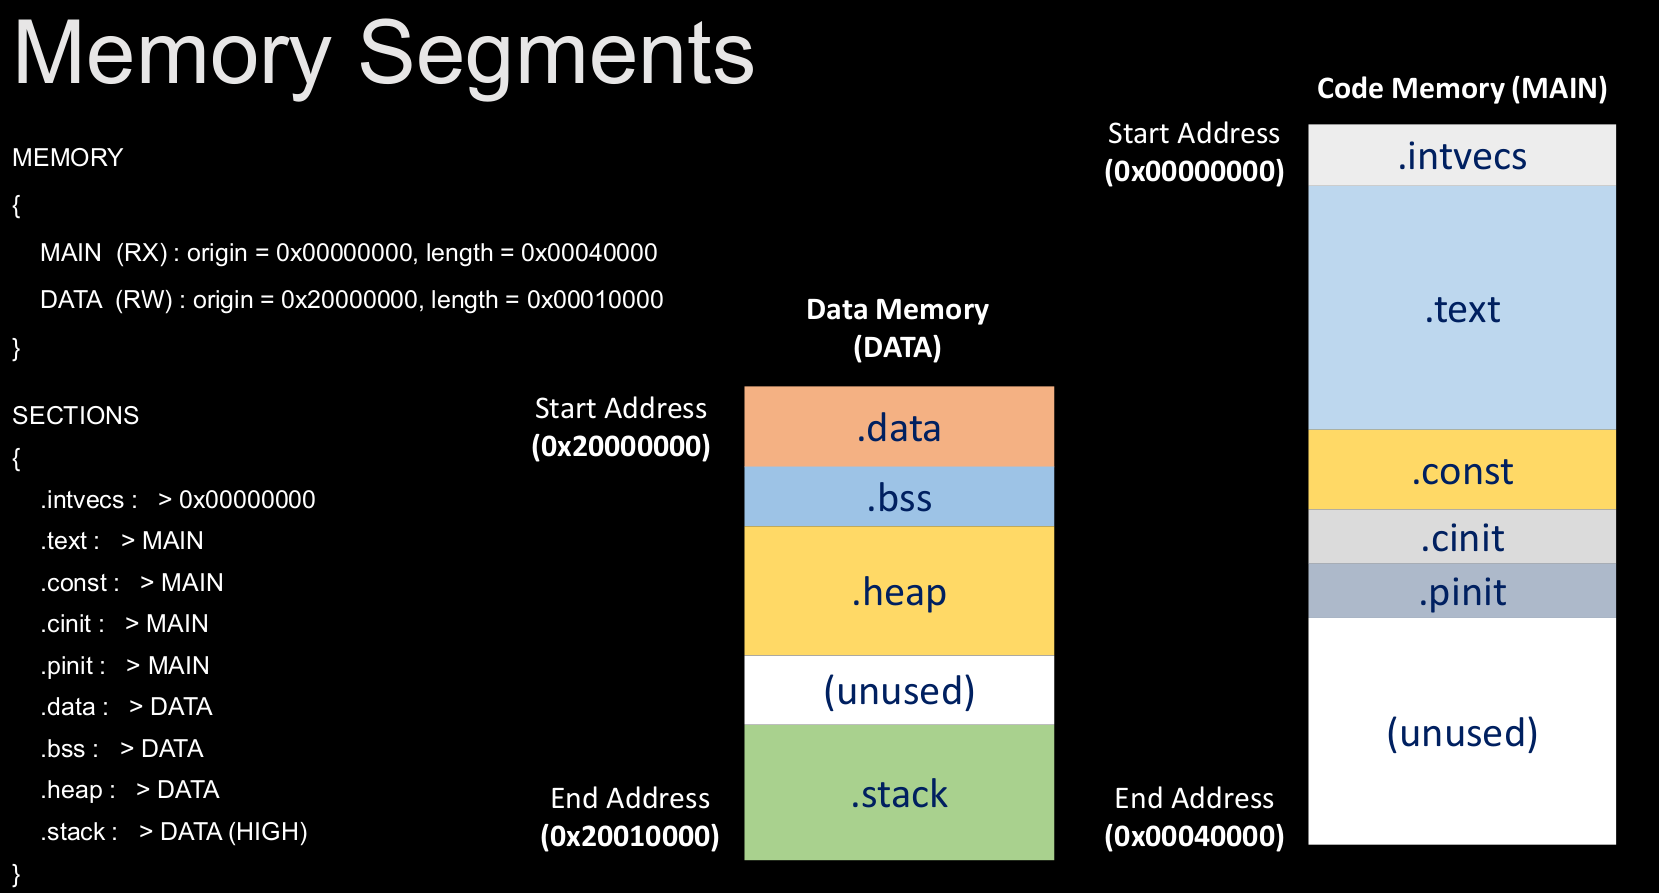 Memory Segments
MEMORY
{
MAIN (RX) : origin = 0x00000000, length = 0x00040000
DATA (RW) : origin = 0x20000000, length = 0x00010000
}
SECTIONS
{
.intvecs : > 0x00000000
.text : > MAIN
.const : > MAIN
.cinit : > MAIN
.pinit : > MAIN
.data : > DATA
.bss : > DATA
.heap : > DATA
.stack : > DATA (HIGH)
}
Data Memory
(DATA)
Start Address
(0x20000000)
.data
.bss
.heap
(unused)
.stack
End Address
(0x20010000)
Code Memory (MAIN)
Start Address
(0x00000000)
.intvecs
.text
.const
.cinit
.pinit
(unused)
End Address
(0x00040000)